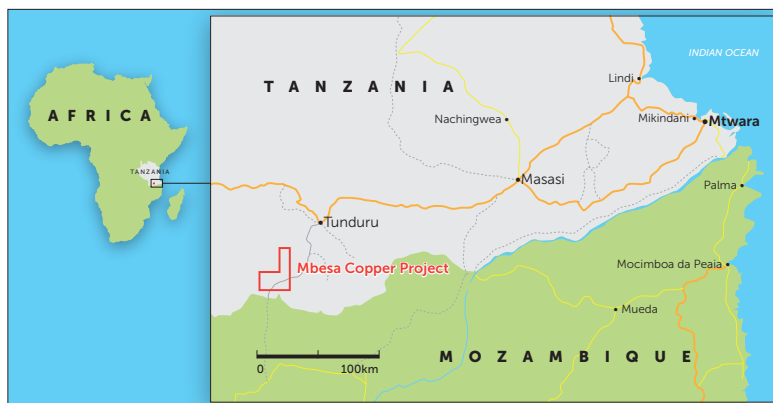 AFRICA
TANZANIA
TANZANIA
INDIAN OCEAN
Lindi
Nachingwea
Mikindani
Mtwara
Masasi
Palma
Tunduru
Mbesa Copper Project
Mocimboa da Peaia
Mueda
0 100km
MOZAMBIQUE